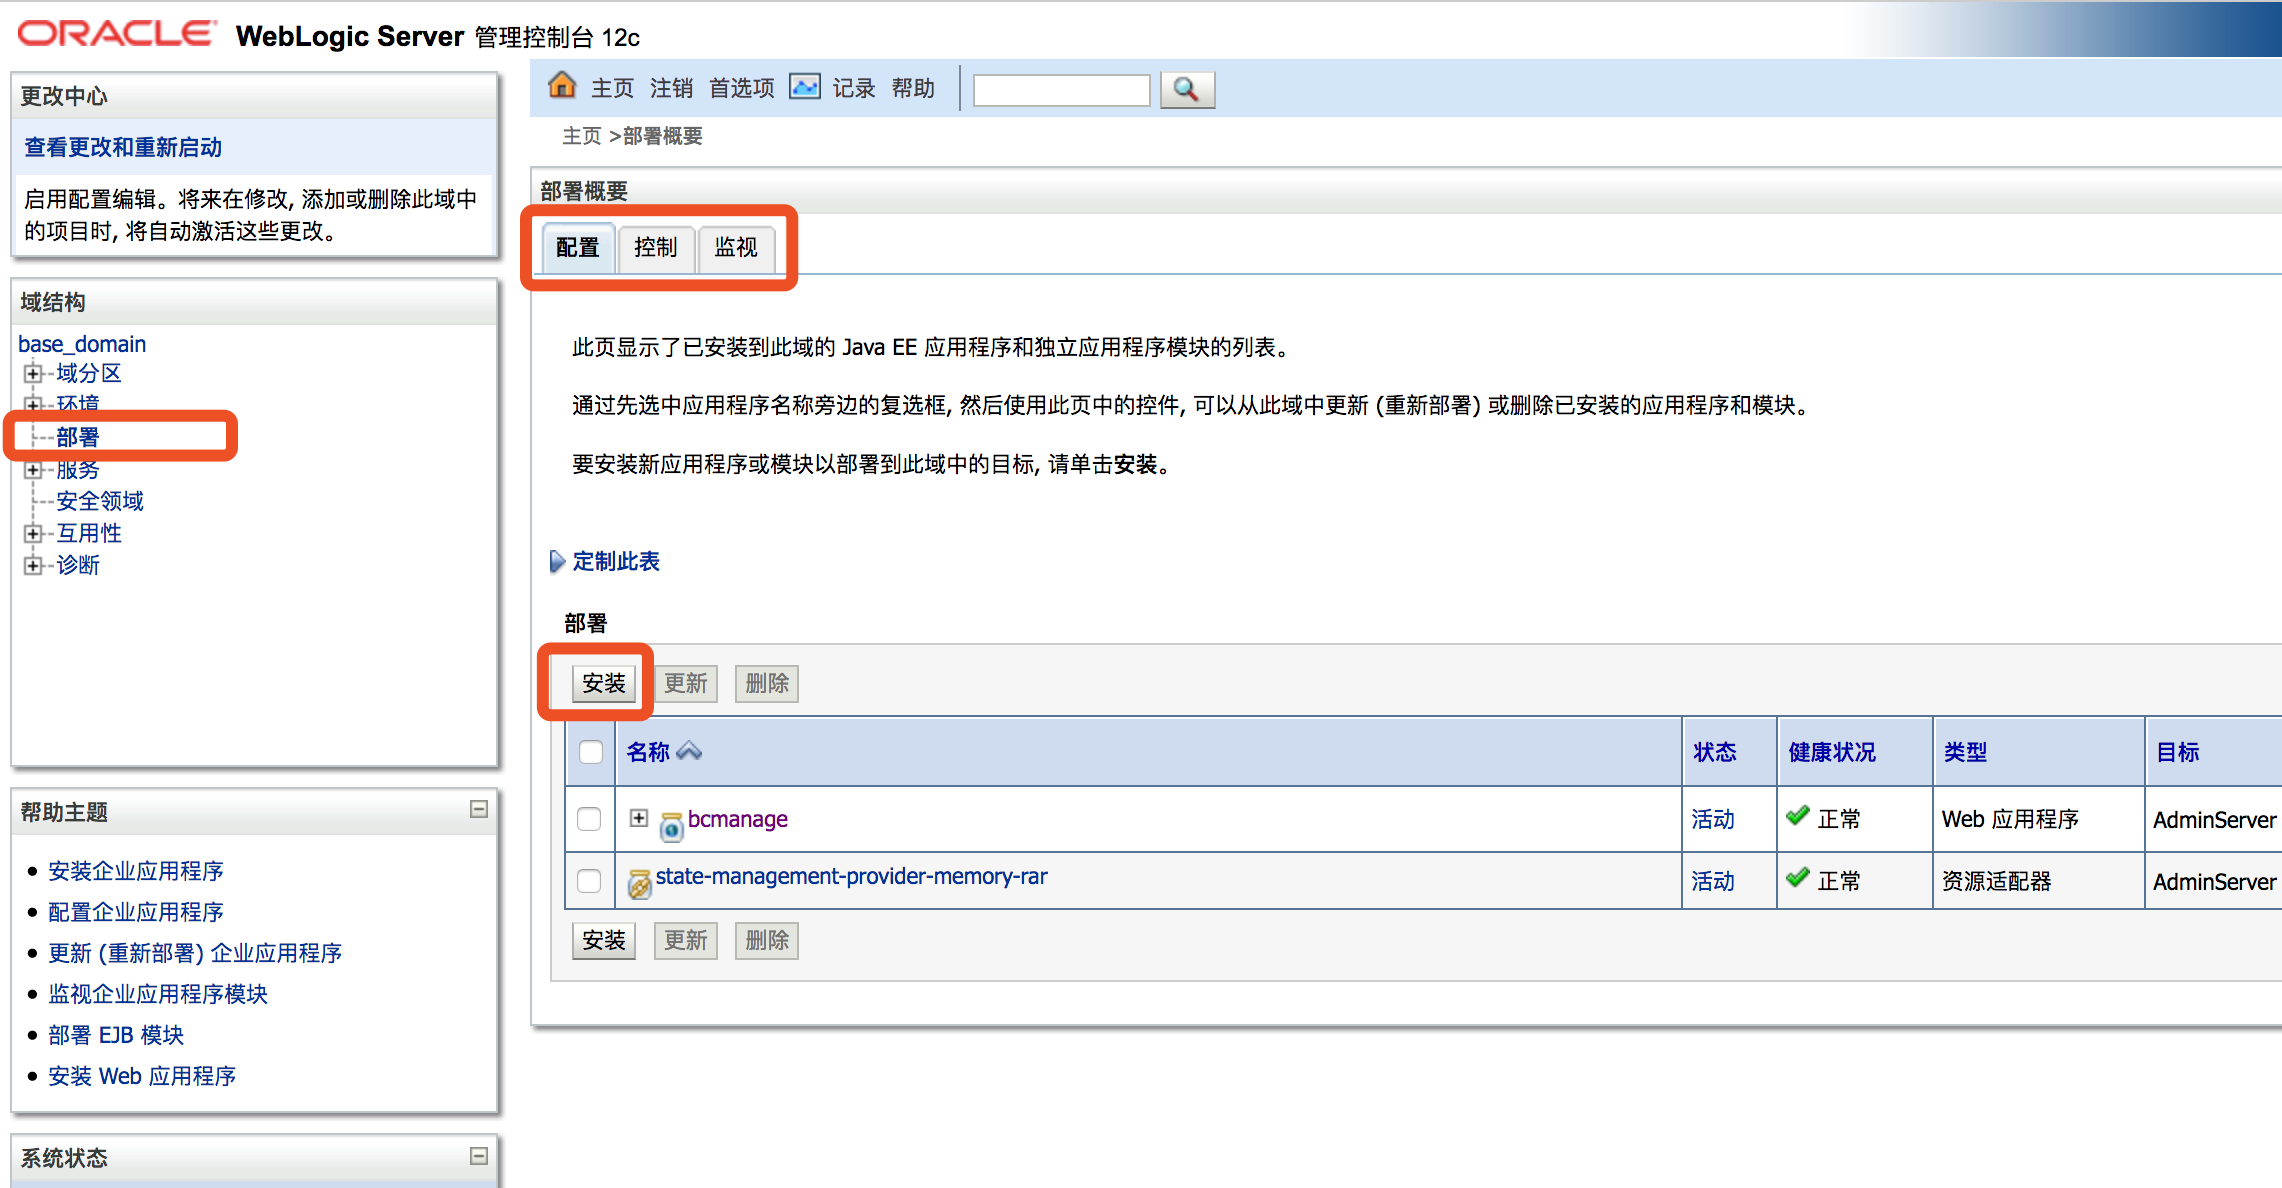 ORACLE WebLogic Server 管理控制台 12c
更改中心
查看更改和重新启动
启用配置编辑。将来在修改, 添加或删除此域中
的项目时, 将自动激活这些更改。
域结构
base_domain
域分区
环境
部署
服务
安全领域
互用性
诊断
帮助主题
安装企业应用程序
配置企业应用程序
更新 (重新部署) 企业应用程序
监视企业应用程序模块
部署 EJB 模块
安装 Web 应用程序
系统状态
主页 注销 首选项 记录 帮助
主页 >部署概要
部署概要
配置 控制 监视
此页显示了已安装到此域的 Java EE 应用程序和独立应用程序模块的列表。
通过先选中应用程序名称旁边的复选框, 然后使用此页中的控件, 可以从此域中更新 (重新部署) 或删除已安装的应用程序和模块。
要安装新应用程序或模块以部署到此域中的目标, 请单击安装。
定制此表
部署
安装 更新 删除
名称 状态 健康状况 类型 目标
bcmanage 活动 正常 Web 应用程序 AdminServer
state-management-provider-memory-rar 活动 正常 资源适配器 AdminServer
安装 更新 删除